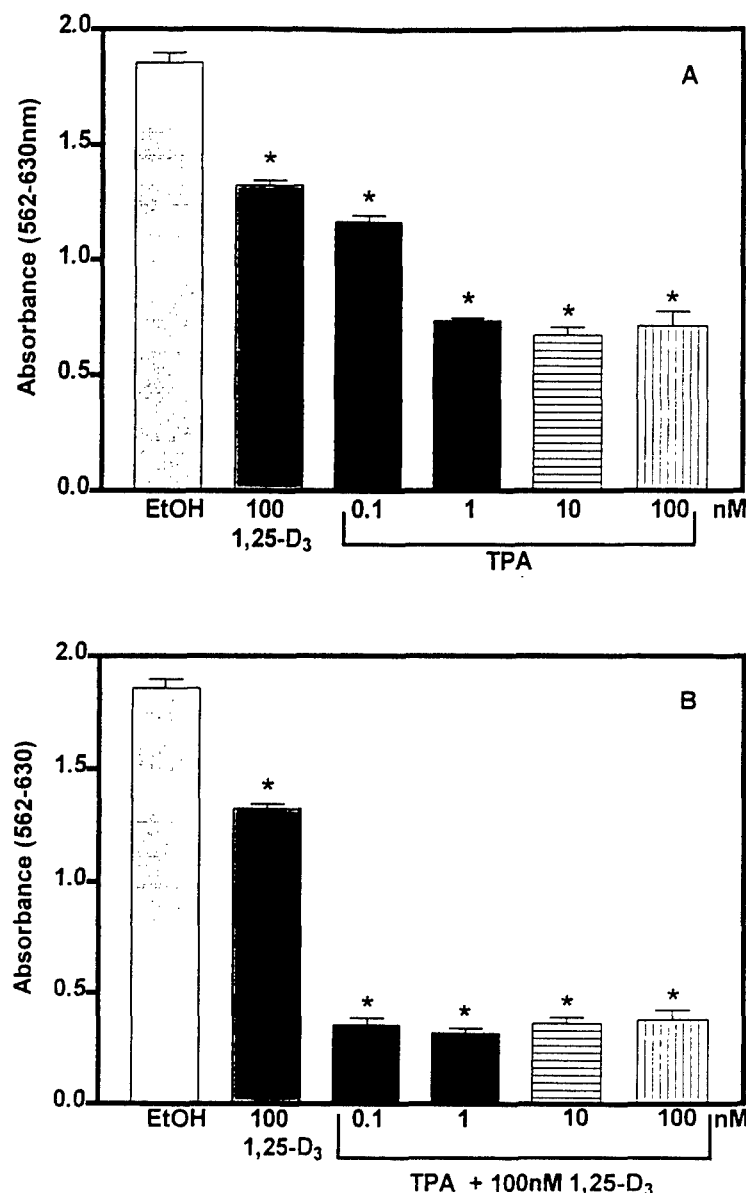 2.0
A
1.5
1.0
0.5
0.0
Absorbance (562-630nm)
* * * * *
EtOH 100 0.1 1 10 100 nM
1,25-D₃
TPA
2.0
B
1.5
1.0
0.5
0.0
Absorbance (562-630)
* * * * *
EtOH 100 0.1 1 10 100 nM
1,25-D₃
TPA + 100nM 1,25-D₃